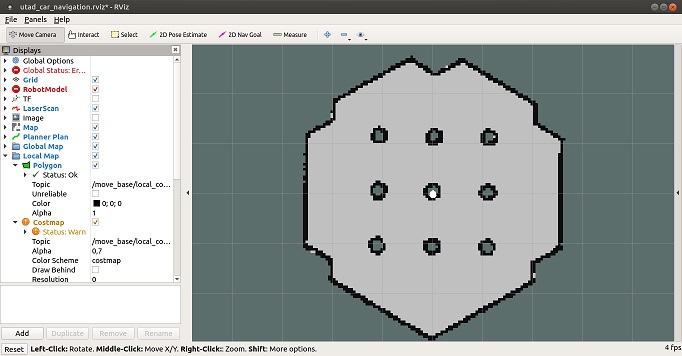 utad_car_navigation.rviz* - RViz
File Panels Help
Move Camera Interact Select 2D Pose Estimate 2D Nav Goal Measure
Displays
Global Options
Global Status: Er...
Grid
RobotModel
TF
LaserScan
Image
Map
Planner Plan
Global Map
Local Map
Polygon
Status: Ok
Topic /move_base/local_co...
Unreliable
Color 0; 0; 0
Alpha 1
Costmap
Status: Warn
Topic /move_base/local_co...
Alpha 0,7
Color Scheme costmap
Draw Behind
Resolution 0
Add Duplicate Remove Rename
Reset Left-Click: Rotate. Middle-Click: Move X/Y. Right-Click:: Zoom. Shift: More options. 4 fps